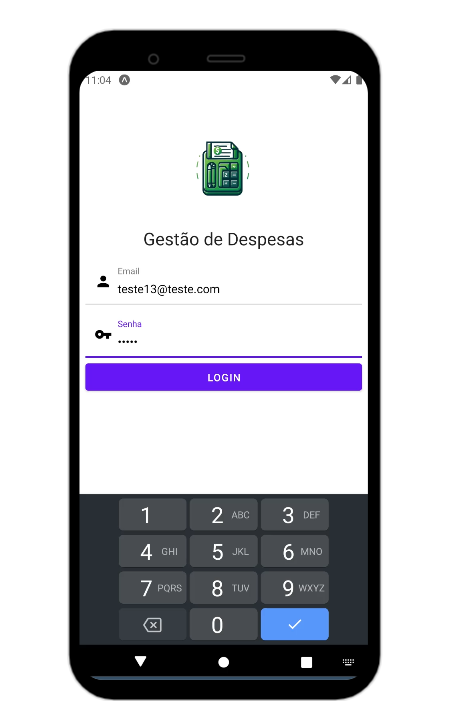 11:04
Gestão de Despesas
Email
teste13@teste.com
Senha
•••••
LOGIN
1
2 ABC
3 DEF
4 GHI
5 JKL
6 MNO
7 PQRS
8 TUV
9 WXYZ
0